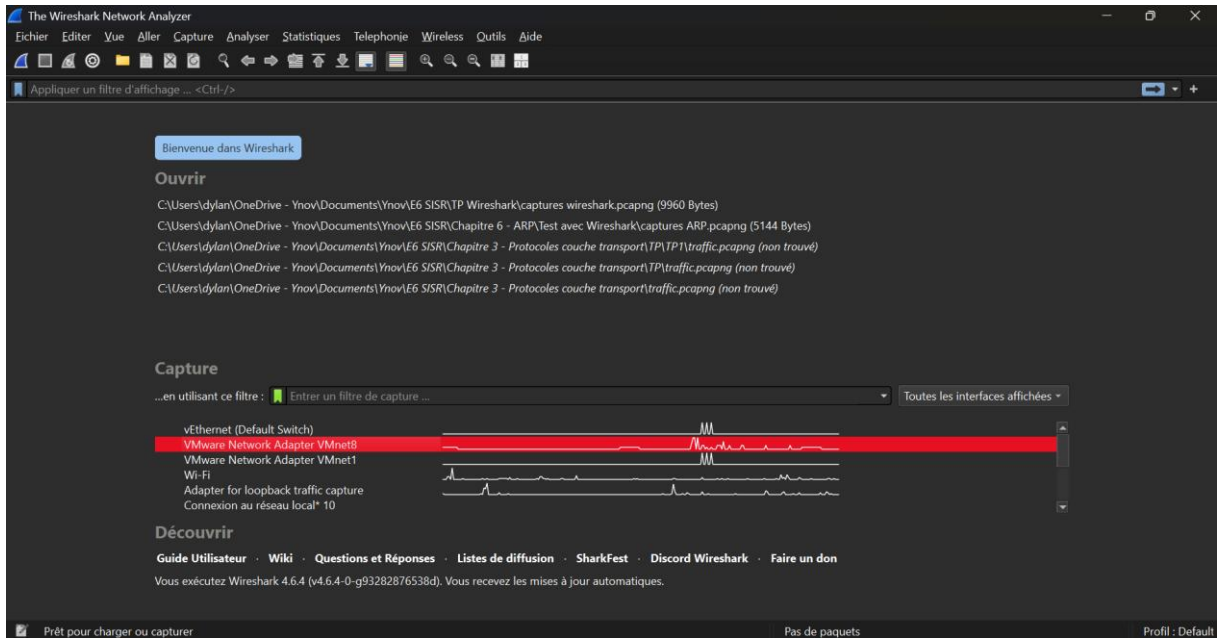 The Wireshark Network Analyzer
Fichier Editer Vue Aller Capture Analyser Statistiques Telephonie Wireless Outils Aide
Appliquer un filtre d'affichage ... <Ctrl-/>
Bienvenue dans Wireshark
Ouvrir
C:\Users\dylan\OneDrive - Ynov\Documents\Ynov\E6 SISR\TP Wireshark\captures wireshark.pcapng (9960 Bytes)
C:\Users\dylan\OneDrive - Ynov\Documents\Ynov\E6 SISR\Chapitre 6 - ARP\Test avec Wireshark\captures ARP.pcapng (5144 Bytes)
C:\Users\dylan\OneDrive - Ynov\Documents\Ynov\E6 SISR\Chapitre 3 - Protocoles couche transport\TP\TP1\traffic.pcapng (non trouvé)
C:\Users\dylan\OneDrive - Ynov\Documents\Ynov\E6 SISR\Chapitre 3 - Protocoles couche transport\TP\traffic.pcapng (non trouvé)
C:\Users\dylan\OneDrive - Ynov\Documents\Ynov\E6 SISR\Chapitre 3 - Protocoles couche transport\traffic.pcapng (non trouvé)
Capture
...en utilisant ce filtre : Entrer un filtre de capture ... Toutes les interfaces affichées
vEthernet (Default Switch)
VMware Network Adapter VMnet8
VMware Network Adapter VMnet1
Wi-Fi
Adapter for loopback traffic capture
Connexion au réseau local* 10
Découvrir
Guide Utilisateur · Wiki · Questions et Réponses · Listes de diffusion · SharkFest · Discord Wireshark · Faire un don
Vous exécutez Wireshark 4.6.4 (v4.6.4-0-g93282876538d). Vous recevez les mises à jour automatiques.
Prêt pour charger ou capturer Pas de paquets Profil : Default